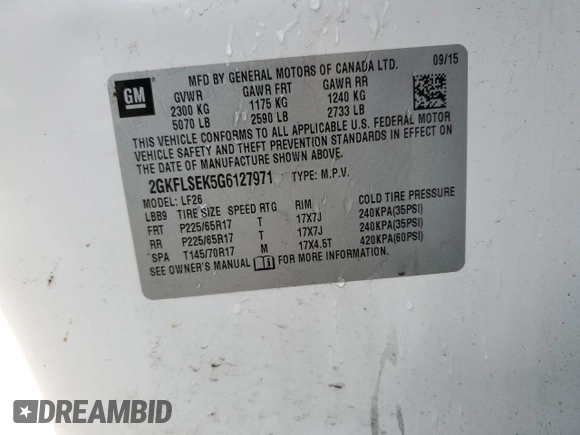 GM
MFD BY GENERAL MOTORS OF CANADA LTD. 09/15
GVWR GAWR FRT GAWR RR
2300 KG 1175 KG 1240 KG
5070 LB 2590 LB 2733 LB
THIS VEHICLE CONFORMS TO ALL APPLICABLE U.S. FEDERAL MOTOR
VEHICLE SAFETY AND THEFT PREVENTION STANDARDS IN EFFECT ON
THE DATE OF MANUFACTURE SHOWN ABOVE.
2GKFLSEK5G6127971 TYPE: M.P.V.
MODEL: LF26
LBB9 TIRE SIZE SPEED RTG RIM COLD TIRE PRESSURE
FRT P225/65R17 T 17X7J 240KPA(35PSI)
RR P225/65R17 T 17X7J 240KPA(35PSI)
SPA T145/70R17 M 17X4.5T 420KPA(60PSI)
SEE OWNER'S MANUAL FOR MORE INFORMATION.
DREAMBID